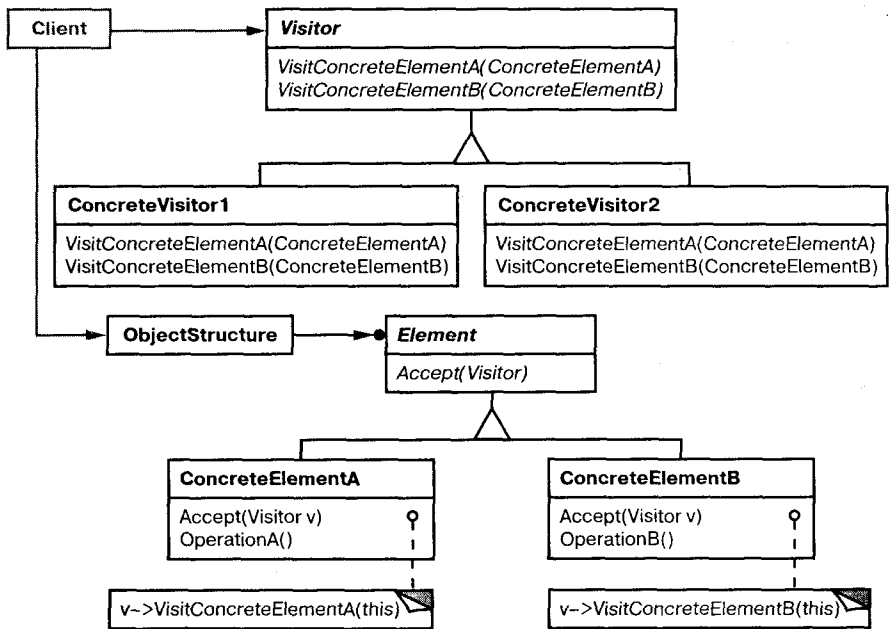 Client
Visitor
VisitConcreteElementA(ConcreteElementA)
VisitConcreteElementB(ConcreteElementB)
ConcreteVisitor1
VisitConcreteElementA(ConcreteElementA)
VisitConcreteElementB(ConcreteElementB)
ConcreteVisitor2
VisitConcreteElementA(ConcreteElementA)
VisitConcreteElementB(ConcreteElementB)
ObjectStructure
Element
Accept(Visitor)
ConcreteElementA
Accept(Visitor v)
OperationA()
v->VisitConcreteElementA(this)
ConcreteElementB
Accept(Visitor v)
OperationB()
v->VisitConcreteElementB(this)